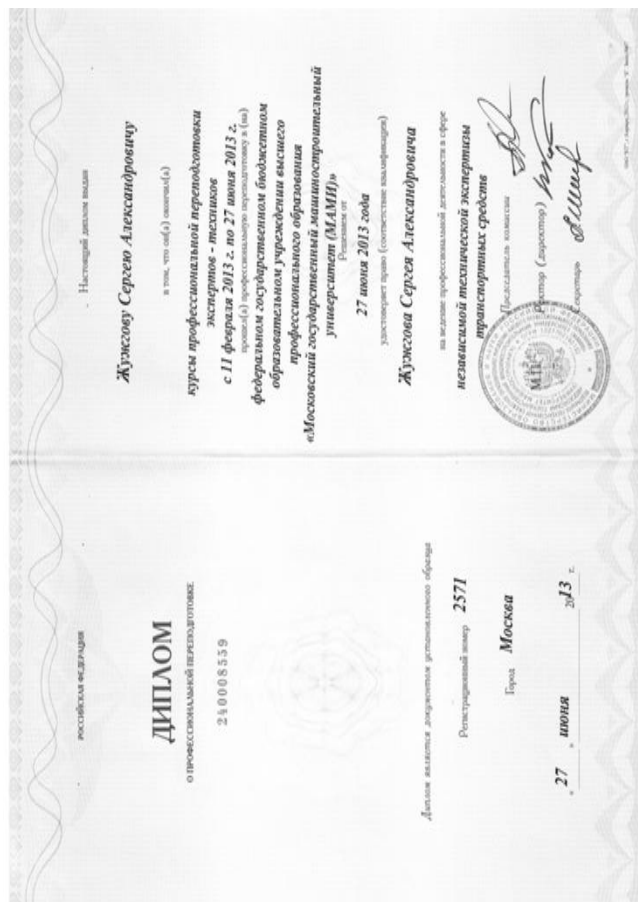 РОССИЙСКАЯ ФЕДЕРАЦИЯ
ДИПЛОМ
О ПРОФЕССИОНАЛЬНОЙ ПЕРЕПОДГОТОВКЕ
240008559
Диплом является документом установленного образца
Регистрационный номер 2571
Город Москва
« 27 » июня 2013 г.
Настоящий диплом выдан
Жужгову Сергею Александровичу
в том, что он(а) окончил(а)
курсы профессиональной переподготовки
экспертов - техников
с 11 февраля 2013 г. по 27 июня 2013 г.
прошел(а) профессиональную переподготовку в (на)
федеральном государственном бюджетном
образовательном учреждении высшего
профессионального образования
«Московский государственный машиностроительный
университет (МАМИ)»
Решением от
27 июня 2013 года
удостоверяет право (соответствие квалификации)
Жужгова Сергея Александровича
на ведение профессиональной деятельности в сфере
независимой технической экспертизы
транспортных средств
Председатель комиссии
Ректор (директор)
Секретарь
М.П.